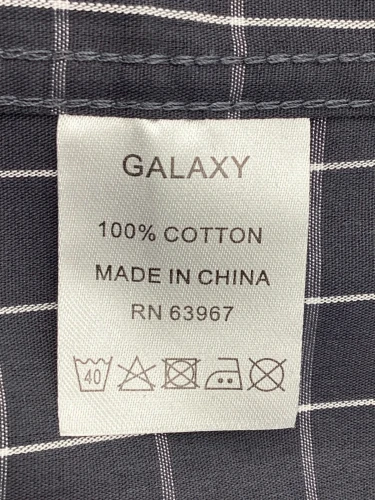 GALAXY
100% COTTON
MADE IN CHINA
RN 63967
40